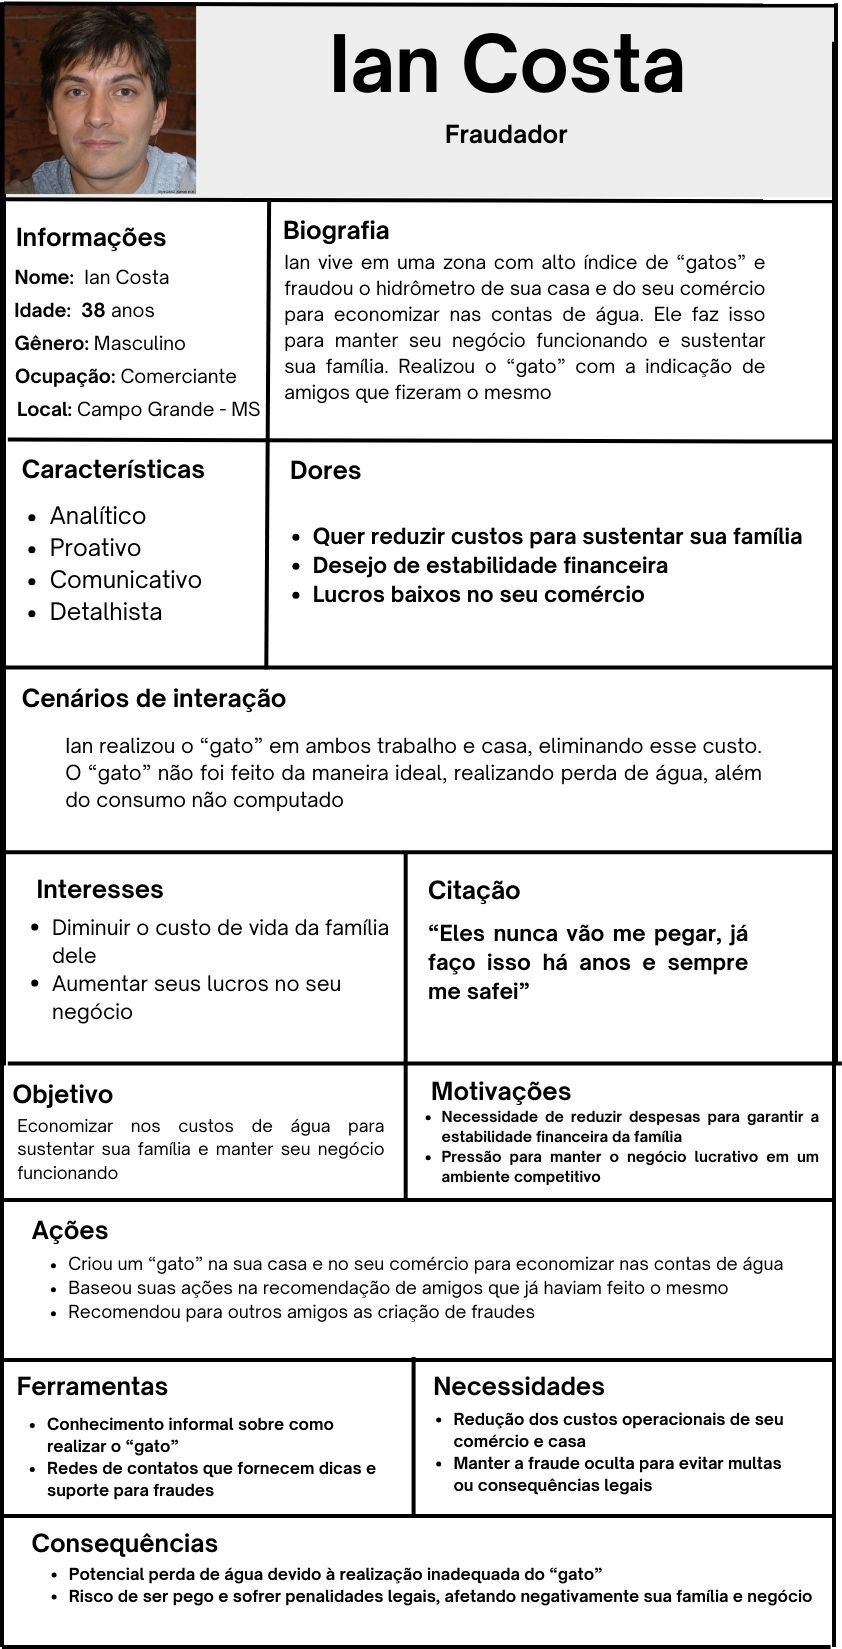 Ian Costa
Fraudador
Informações
Nome: Ian Costa
Idade: 38 anos
Gênero: Masculino
Ocupação: Comerciante
Local: Campo Grande - MS
Biografia
Ian vive em uma zona com alto índice de “gatos” e
fraudou o hidrômetro de sua casa e do seu comércio
para economizar nas contas de água. Ele faz isso
para manter seu negócio funcionando e sustentar
sua família. Realizou o “gato” com a indicação de
amigos que fizeram o mesmo
Características
• Analítico
• Proativo
• Comunicativo
• Detalhista
Dores
• Quer reduzir custos para sustentar sua família
• Desejo de estabilidade financeira
• Lucros baixos no seu comércio
Cenários de interação
Ian realizou o “gato” em ambos trabalho e casa, eliminando esse custo.
O “gato” não foi feito da maneira ideal, realizando perda de água, além
do consumo não computado
Interesses
• Diminuir o custo de vida da família
dele
• Aumentar seus lucros no seu
negócio
Citação
“Eles nunca vão me pegar, já
faço isso há anos e sempre
me safei”
Objetivo
Economizar nos custos de água para
sustentar sua família e manter seu negócio
funcionando
Motivações
• Necessidade de reduzir despesas para garantir a
estabilidade financeira da família
• Pressão para manter o negócio lucrativo em um
ambiente competitivo
Ações
• Criou um “gato” na sua casa e no seu comércio para economizar nas contas de água
• Baseou suas ações na recomendação de amigos que já haviam feito o mesmo
• Recomendou para outros amigos as criação de fraudes
Ferramentas
• Conhecimento informal sobre como
realizar o “gato”
• Redes de contatos que fornecem dicas e
suporte para fraudes
Necessidades
• Redução dos custos operacionais de seu
comércio e casa
• Manter a fraude oculta para evitar multas
ou consequências legais
Consequências
• Potencial perda de água devido à realização inadequada do “gato”
• Risco de ser pego e sofrer penalidades legais, afetando negativamente sua família e negócio